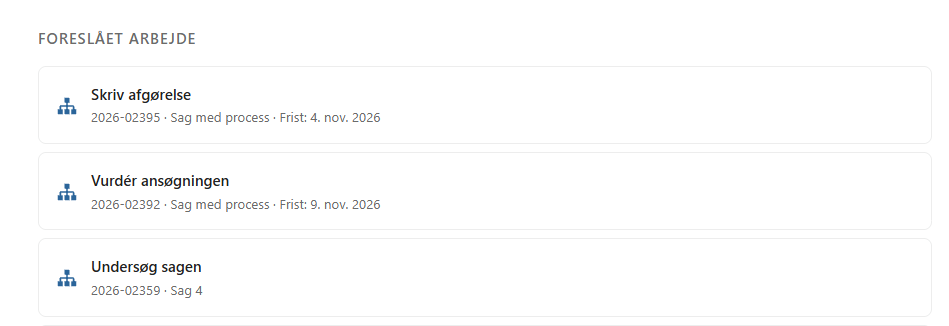 FORESLÅET ARBEJDE
Skriv afgørelse
2026-02395 · Sag med process · Frist: 4. nov. 2026
Vurdér ansøgningen
2026-02392 · Sag med process · Frist: 9. nov. 2026
Undersøg sagen
2026-02359 · Sag 4